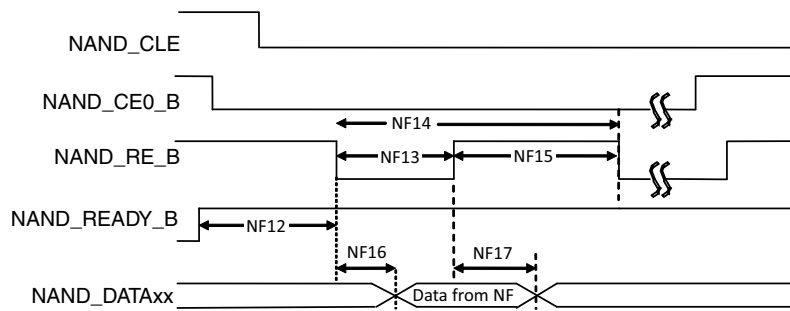 NAND_CLE
NAND_CE0_B
NF14
NAND_RE_B
NF13
NF15
NAND_READY_B
NF12
NF16
NF17
NAND_DATAxx
Data from NF